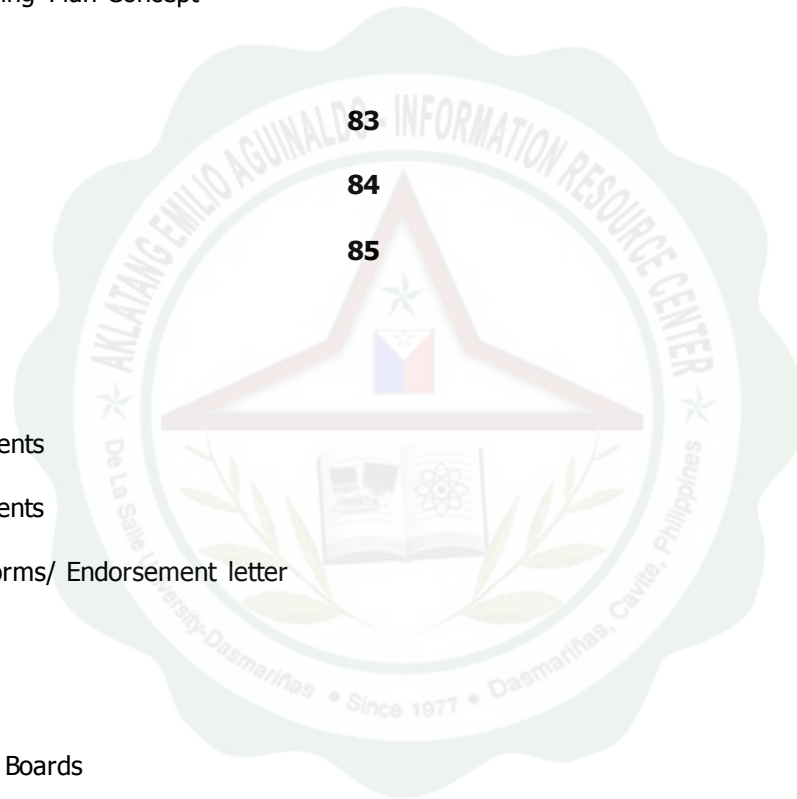 Plan Concept
83
84
85
ents
ents
orms/ Endorsement letter
Boards
AKLATANG EMILIO AGUINALDO - INFORMATION RESOURCE CENTER
De La Salle University-Dasmariñas
Since 1977
Dasmariñas, Cavite, Philippines